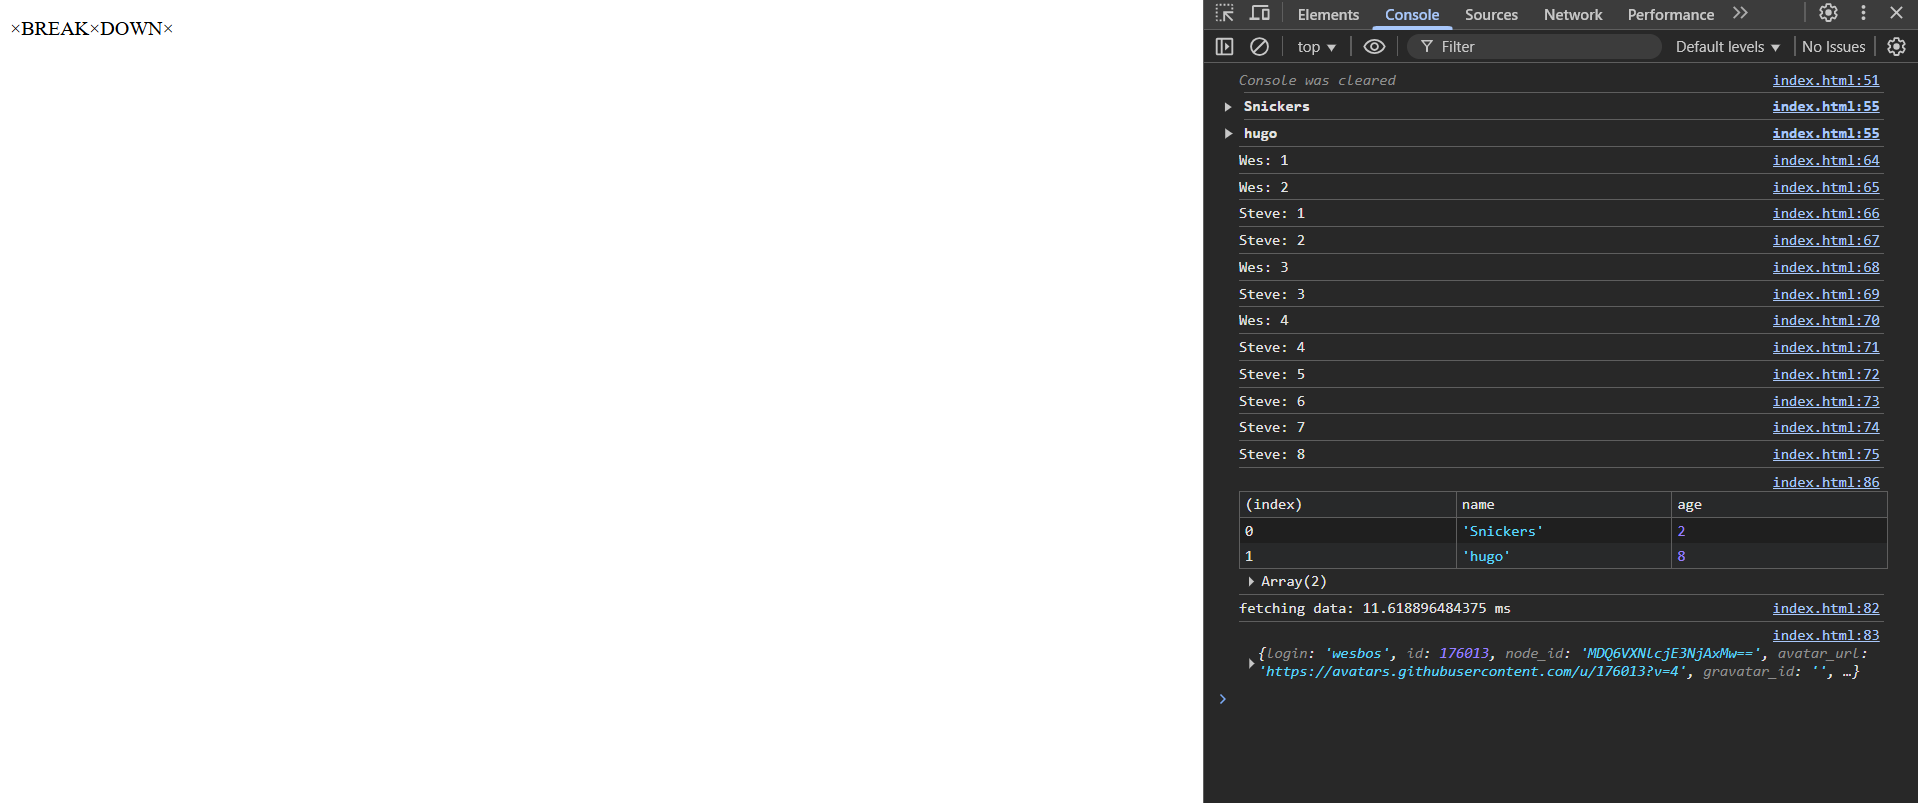 ×BREAK×DOWN×
Elements Console Sources Network Performance
top Filter Default levels No Issues
Console was cleared index.html:51
Snickers index.html:55
hugo index.html:55
Wes: 1 index.html:64
Wes: 2 index.html:65
Steve: 1 index.html:66
Steve: 2 index.html:67
Wes: 3 index.html:68
Steve: 3 index.html:69
Wes: 4 index.html:70
Steve: 4 index.html:71
Steve: 5 index.html:72
Steve: 6 index.html:73
Steve: 7 index.html:74
Steve: 8 index.html:75
index.html:86
(index) name age
0 'Snickers' 2
1 'hugo' 8
Array(2)
fetching data: 11.618896484375 ms index.html:82
index.html:83
{login: 'wesbos', id: 176013, node_id: 'MDQ6VXNlcjE3NjAxMw==', avatar_url:
'https://avatars.githubusercontent.com/u/176013?v=4', gravatar_id: '', …}